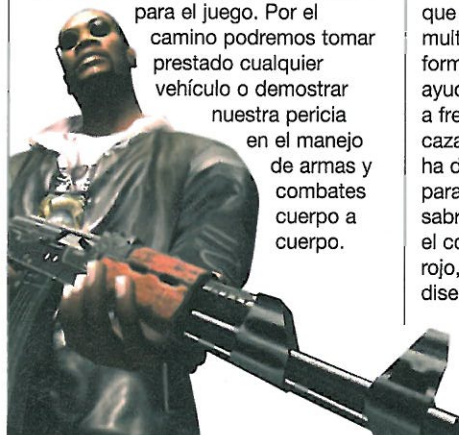 para el juego. Por el
camino podremos tomar
prestado cualquier
vehículo o demostrar
nuestra pericia
en el manejo
de armas y
combates
cuerpo a
cuerpo.
que
mult
form
ayud
a fre
caza
ha d
para
sabr
el co
rojo,
dise